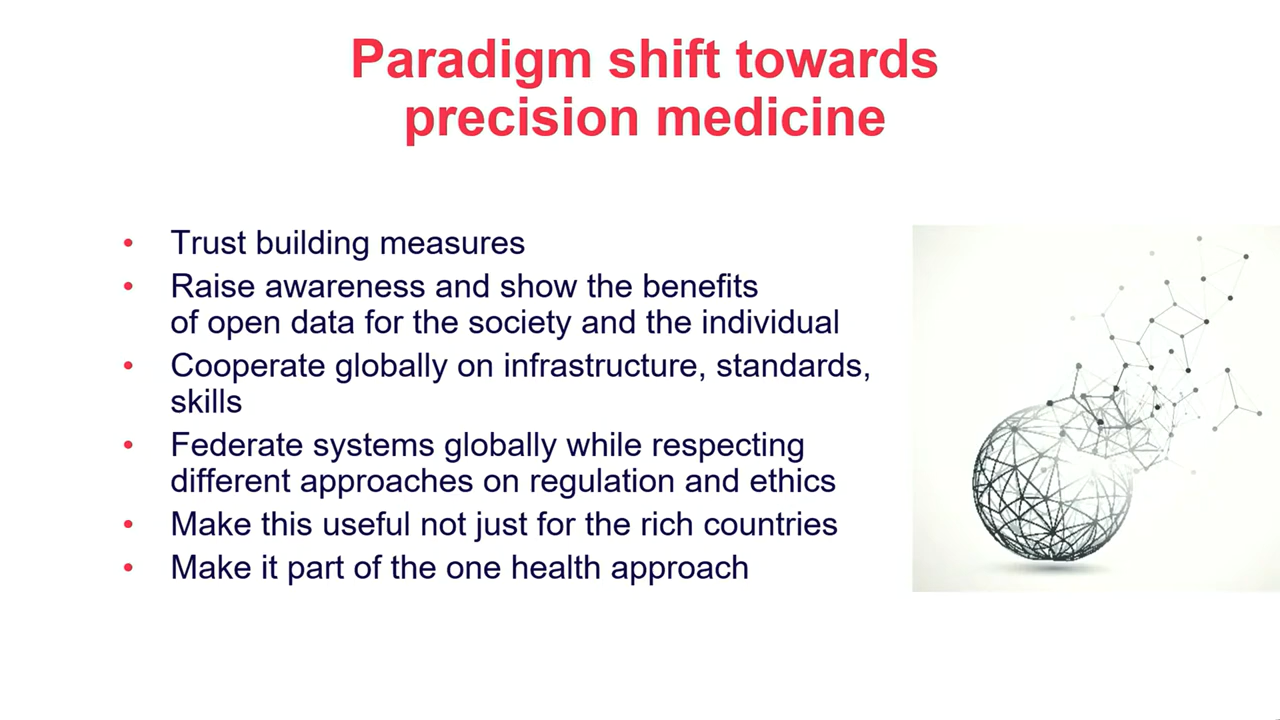 Paradigm shift towards
precision medicine
• Trust building measures
• Raise awareness and show the benefits
of open data for the society and the individual
• Cooperate globally on infrastructure, standards,
skills
• Federate systems globally while respecting
different approaches on regulation and ethics
• Make this useful not just for the rich countries
• Make it part of the one health approach